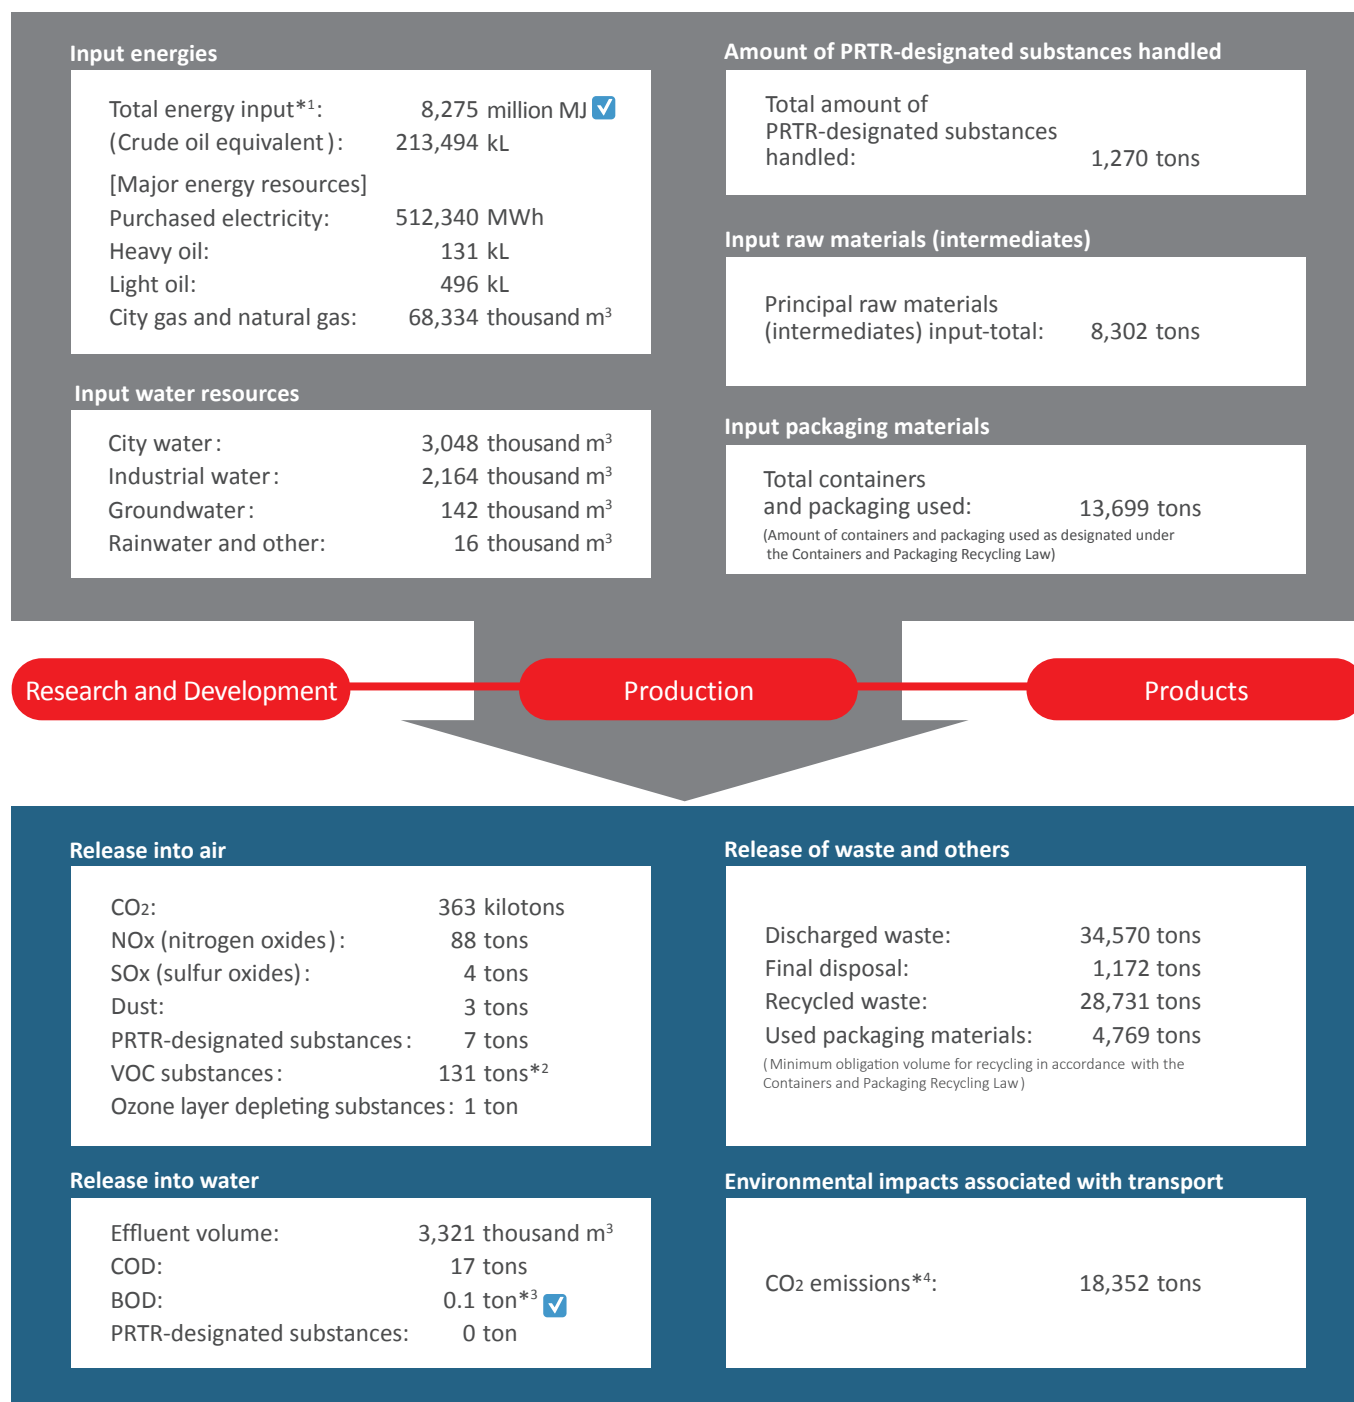 Input energies
Total energy input*1: 8,275 million MJ
(Crude oil equivalent): 213,494 kL
[Major energy resources]
Purchased electricity: 512,340 MWh
Heavy oil: 131 kL
Light oil: 496 kL
City gas and natural gas: 68,334 thousand m3
Input water resources
City water: 3,048 thousand m3
Industrial water: 2,164 thousand m3
Groundwater: 142 thousand m3
Rainwater and other: 16 thousand m3
Amount of PRTR-designated substances handled
Total amount of
PRTR-designated substances
handled: 1,270 tons
Input raw materials (intermediates)
Principal raw materials
(intermediates) input-total: 8,302 tons
Input packaging materials
Total containers
and packaging used: 13,699 tons
(Amount of containers and packaging used as designated under
the Containers and Packaging Recycling Law)
Research and Development
Production
Products
Release into air
CO2: 363 kilotons
NOx (nitrogen oxides): 88 tons
SOx (sulfur oxides): 4 tons
Dust: 3 tons
PRTR-designated substances: 7 tons
VOC substances: 131 tons*2
Ozone layer depleting substances: 1 ton
Release into water
Effluent volume: 3,321 thousand m3
COD: 17 tons
BOD: 0.1 ton*3
PRTR-designated substances: 0 ton
Release of waste and others
Discharged waste: 34,570 tons
Final disposal: 1,172 tons
Recycled waste: 28,731 tons
Used packaging materials: 4,769 tons
(Minimum obligation volume for recycling in accordance with the
Containers and Packaging Recycling Law)
Environmental impacts associated with transport
CO2 emissions*4: 18,352 tons